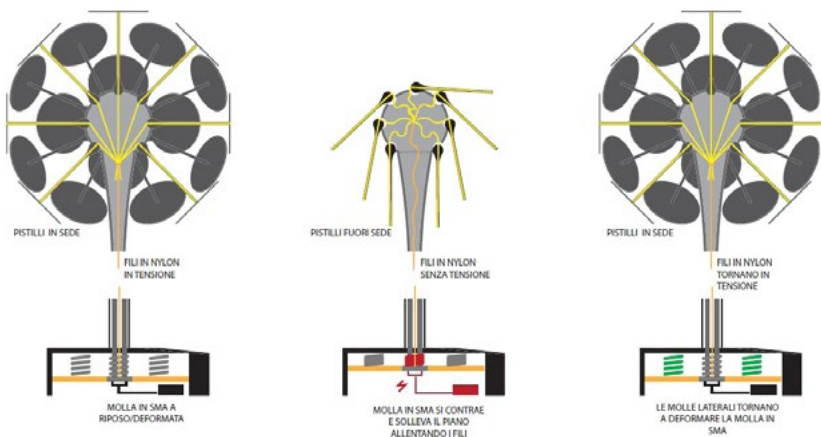 PISTILLI IN SEDE
FILI IN NYLON
IN TENSIONE
MOLLA IN SMA A
RIPOSO/DEFORMATA
PISTILLI FUORI SEDE
FILI IN NYLON
SENZA TENSIONE
MOLLA IN SMA SI CONTRAE
E SOLLEVA IL PIANO
ALLENTANDO I FILI
PISTILLI IN SEDE
FILI IN NYLON
TORNANO IN
TENSIONE
LE MOLLE LATERALI TORNANO
A DEFORMARE LA MOLLA IN
SMA